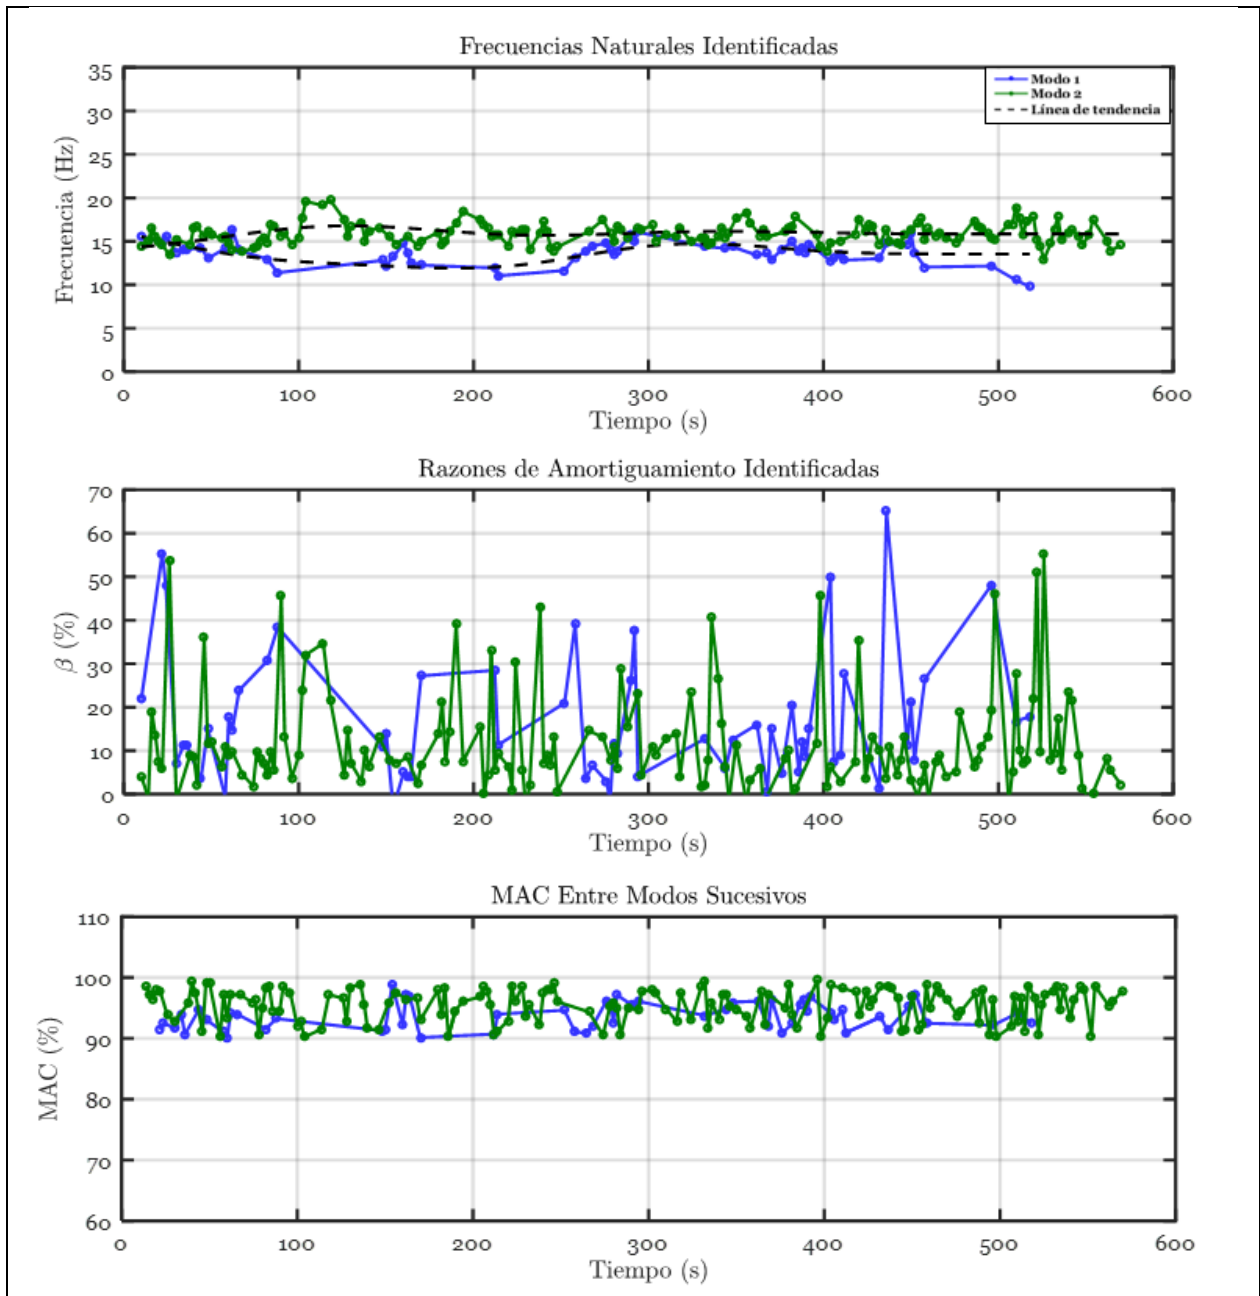 Frecuencias Naturales Identificadas
35
30
25
20
15
10
5
0
Frecuencia (Hz)
Modo 1
Modo 2
Línea de tendencia
0 100 200 300 400 500 600
Tiempo (s)
Razones de Amortiguamiento Identificadas
70
60
50
40
30
20
10
0
β (%)
0 100 200 300 400 500 600
Tiempo (s)
MAC Entre Modos Sucesivos
110
100
90
80
70
60
MAC (%)
0 100 200 300 400 500 600
Tiempo (s)